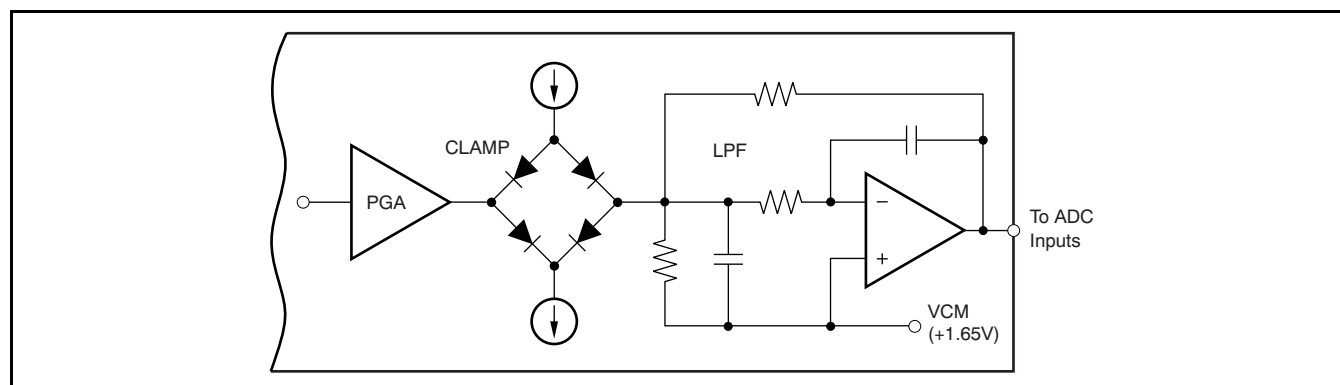 CLAMP
LPF
PGA
−
+
To ADC
Inputs
VCM
(+1.65V)